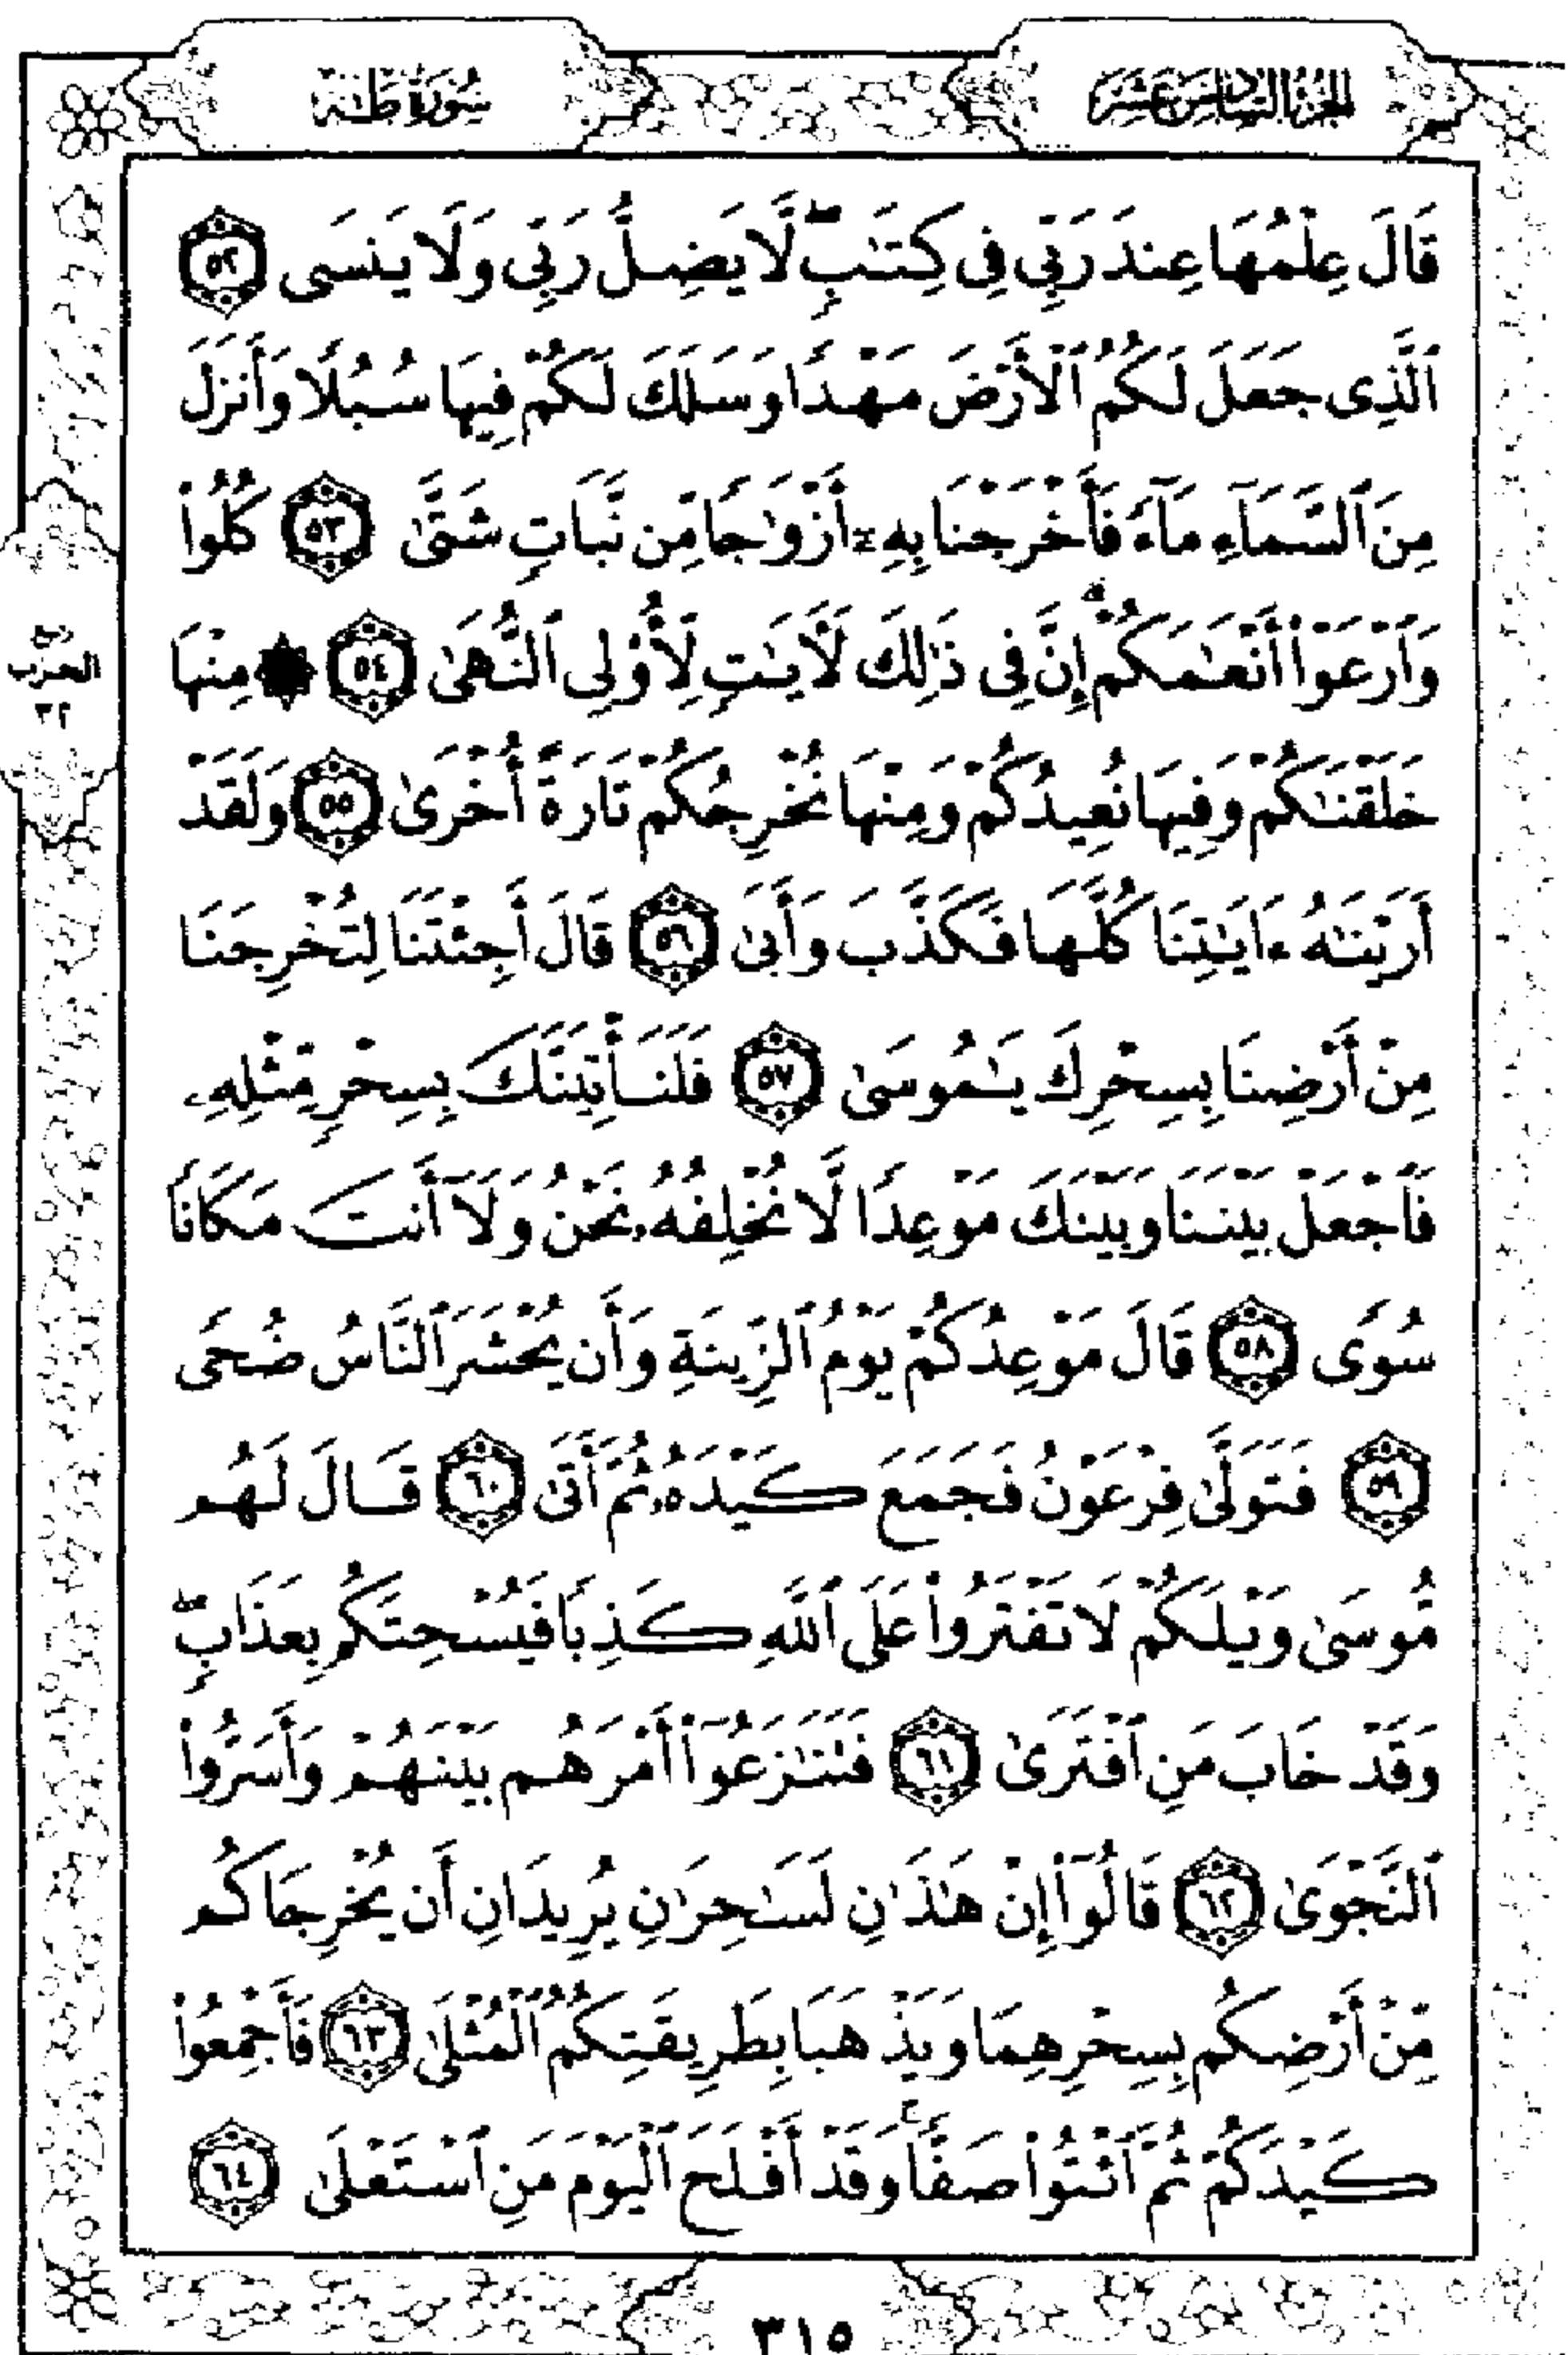 الجزء السادس عشر
سورة طه
قَالَ عِلْمُهَا عِندَ رَبِّى فِى كِتَٰبٍۖ لَّا يَضِلُّ رَبِّى وَلَا يَنسَى ٥٢
ٱلَّذِى جَعَلَ لَكُمُ ٱلْأَرْضَ مَهْدًا وَسَلَكَ لَكُمْ فِيهَا سُبُلًا وَأَنزَلَ
مِنَ ٱلسَّمَآءِ مَآءً فَأَخْرَجْنَا بِهِۦٓ أَزْوَٰجًا مِّن نَّبَاتٍ شَتَّىٰ ٥٣ كُلُوا۟
وَٱرْعَوْا۟ أَنْعَٰمَكُمْۗ إِنَّ فِى ذَٰلِكَ لَـَٔايَٰتٍ لِّأُو۟لِى ٱلنُّهَىٰ ٥٤ ۞ مِنْهَا
خَلَقْنَٰكُمْ وَفِيهَا نُعِيدُكُمْ وَمِنْهَا نُخْرِجُكُمْ تَارَةً أُخْرَىٰ ٥٥ وَلَقَدْ
أَرَيْنَٰهُ ءَايَٰتِنَا كُلَّهَا فَكَذَّبَ وَأَبَىٰ ٥٦ قَالَ أَجِئْتَنَا لِتُخْرِجَنَا
مِنْ أَرْضِنَا بِسِحْرِكَ يَٰمُوسَىٰ ٥٧ فَلَنَأْتِيَنَّكَ بِسِحْرٍ مِّثْلِهِۦ
فَٱجْعَلْ بَيْنَنَا وَبَيْنَكَ مَوْعِدًا لَّا نُخْلِفُهُۥ نَحْنُ وَلَآ أَنتَ مَكَانًا
سُوًى ٥٨ قَالَ مَوْعِدُكُمْ يَوْمُ ٱلزِّينَةِ وَأَن يُحْشَرَ ٱلنَّاسُ ضُحًى
٥٩ فَتَوَلَّىٰ فِرْعَوْنُ فَجَمَعَ كَيْدَهُۥ ثُمَّ أَتَىٰ ٦٠ قَالَ لَهُم
مُّوسَىٰ وَيْلَكُمْ لَا تَفْتَرُوا۟ عَلَى ٱللَّهِ كَذِبًا فَيُسْحِتَكُم بِعَذَابٍۖ
وَقَدْ خَابَ مَنِ ٱفْتَرَىٰ ٦١ فَتَنَٰزَعُوٓا۟ أَمْرَهُم بَيْنَهُمْ وَأَسَرُّوا۟
ٱلنَّجْوَىٰ ٦٢ قَالُوٓا۟ إِنْ هَٰذَٰنِ لَسَٰحِرَٰنِ يُرِيدَانِ أَن يُخْرِجَاكُم
مِّنْ أَرْضِكُم بِسِحْرِهِمَا وَيَذْهَبَا بِطَرِيقَتِكُمُ ٱلْمُثْلَىٰ ٦٣ فَأَجْمِعُوا۟
كَيْدَكُمْ ثُمَّ ٱئْتُوا۟ صَفًّاۚ وَقَدْ أَفْلَحَ ٱلْيَوْمَ مَنِ ٱسْتَعْلَىٰ ٦٤
الحزب
٣١٥